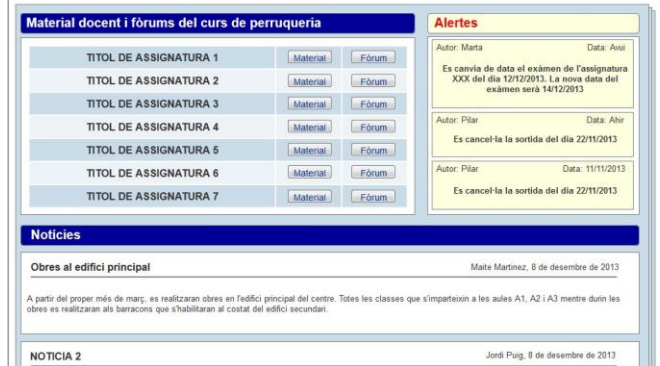 Material docent i fòrums del curs de perruqueria
TITOL DE ASSIGNATURA 1 Material Fòrum
TITOL DE ASSIGNATURA 2 Material Fòrum
TITOL DE ASSIGNATURA 3 Material Fòrum
TITOL DE ASSIGNATURA 4 Material Fòrum
TITOL DE ASSIGNATURA 5 Material Fòrum
TITOL DE ASSIGNATURA 6 Material Fòrum
TITOL DE ASSIGNATURA 7 Material Fòrum
Alertes
Autor: Marta Data: Avui
Es canvia de data el exàmen de l'assignatura
XXX del dia 12/12/2013. La nova data del
exàmen serà 14/12/2013
Autor: Pilar Data: Ahir
Es cancel·la la sortida del dia 22/11/2013
Autor: Pilar Data: 11/11/2013
Es cancel·la la sortida del dia 22/11/2013
Notícies
Obres al edifici principal Maite Martinez, 8 de desembre de 2013
A partir del proper més de març, es realitzaran obres en l'edifici principal del centre. Totes les classes que s'imparteixin a les aules A1, A2 i A3 mentre durin les
obres es realitzaran als barracons que s'habilitaran al costat del edifici secundari.
NOTICIA 2 Jordi Puig, 8 de desembre de 2013